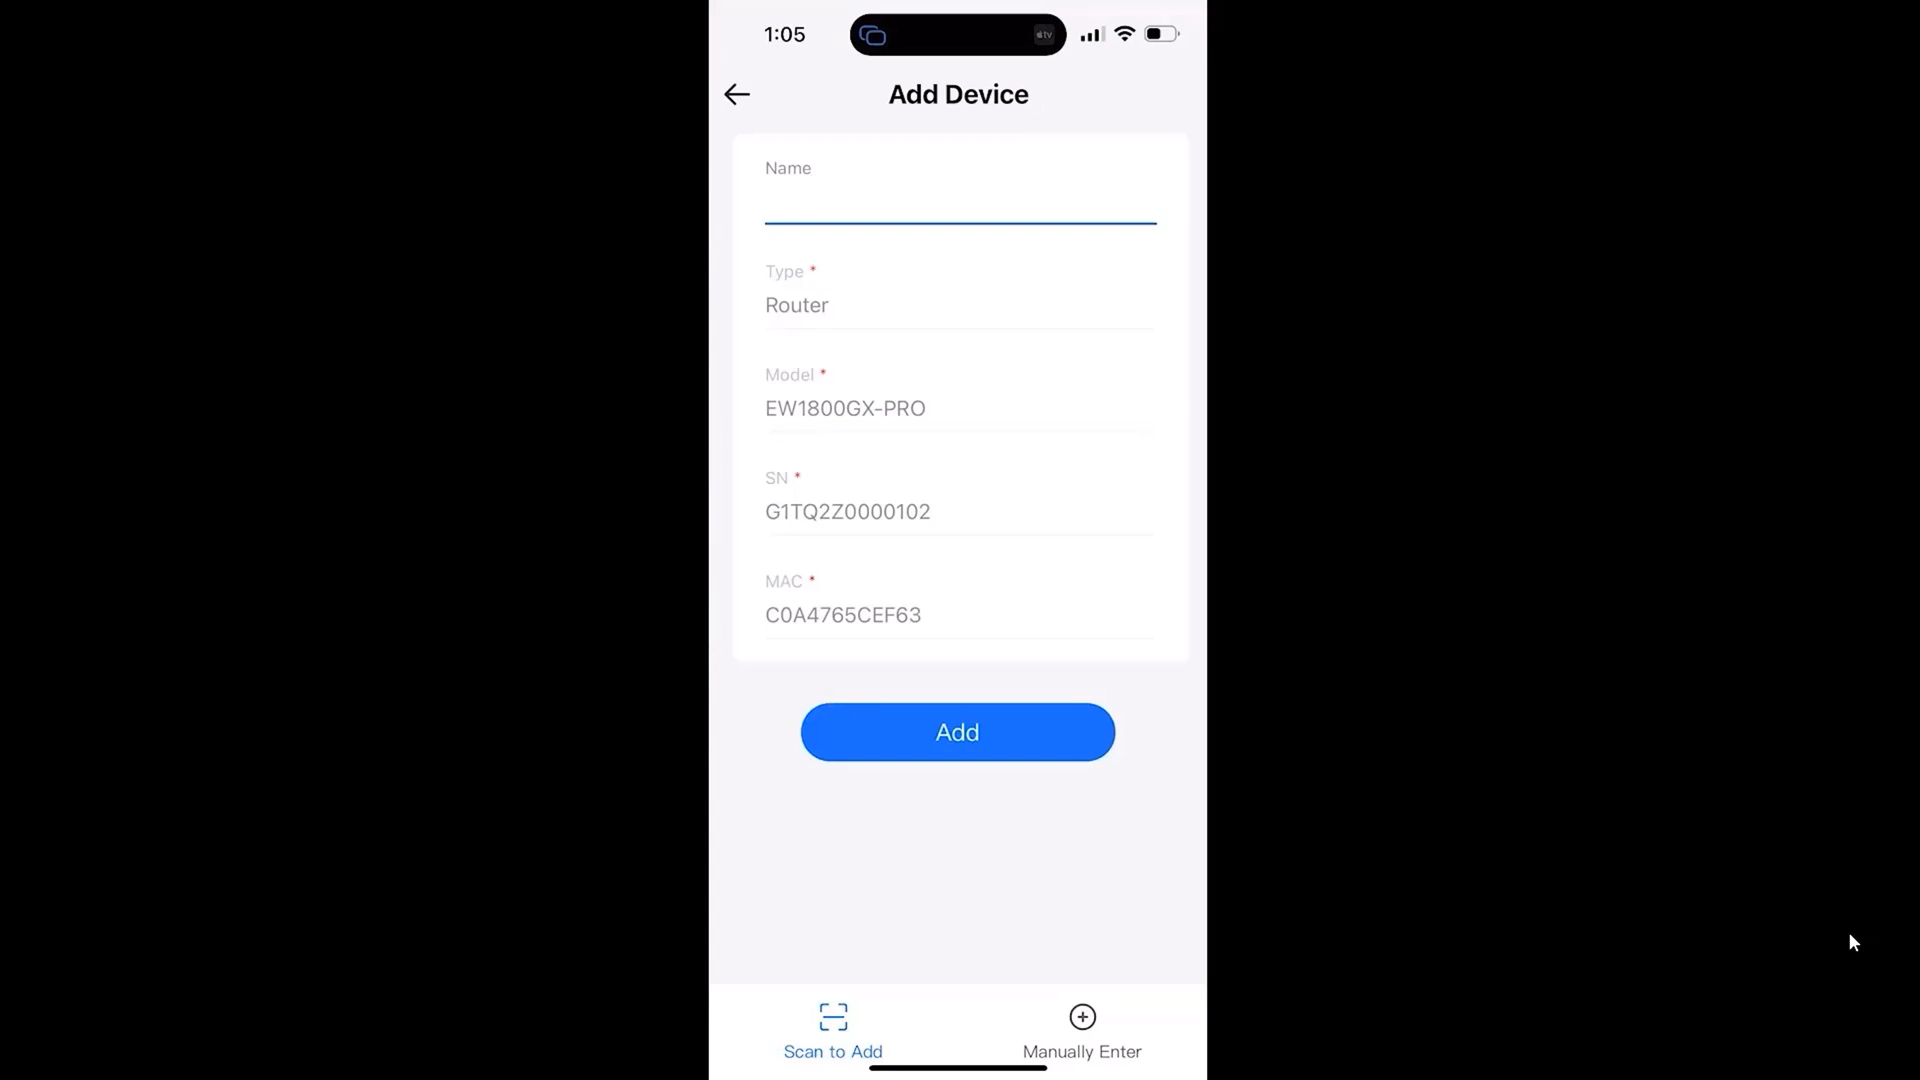 1:05
tv
Add Device
Name
Type *
Router
Model *
EW1800GX-PRO
SN *
G1TQ2Z0000102
MAC *
C0A4765CEF63
Add
Scan to Add
Manually Enter